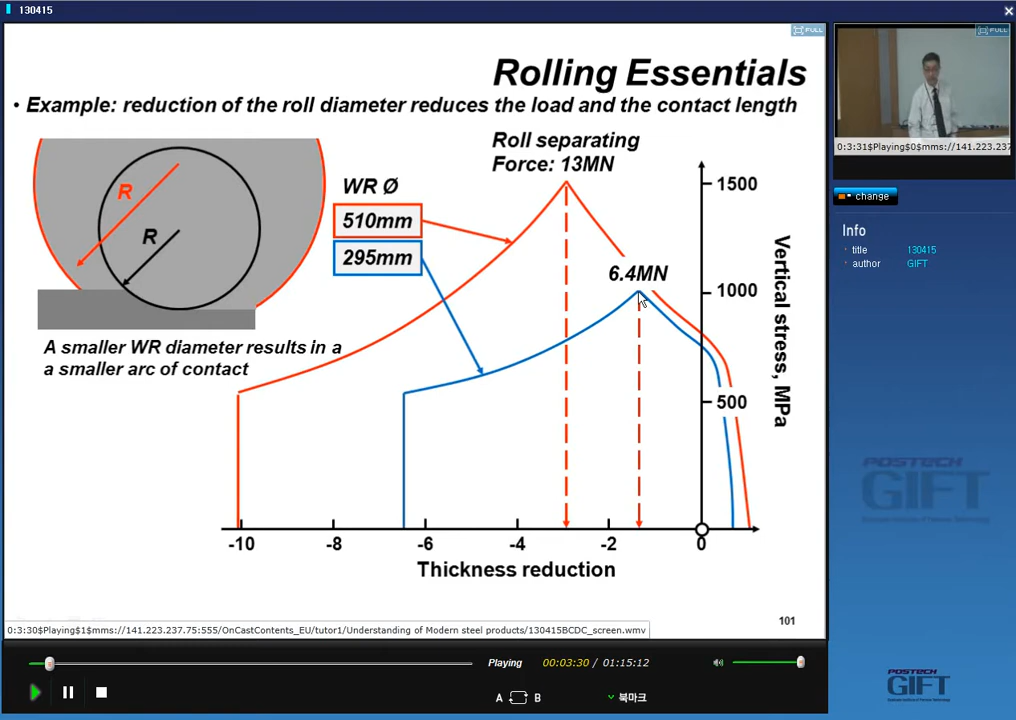 130415
FULL
Rolling Essentials
• Example: reduction of the roll diameter reduces the load and the contact length
Roll separating
Force: 13MN
WR Ø
510mm
295mm
R
R
6.4MN
A smaller WR diameter results in a
a smaller arc of contact
1500
1000
500
Vertical stress, MPa
-10
-8
-6
-4
-2
0
Thickness reduction
101
0:3:30$Playing$1$mms://141.223.237.75:555/OnCastContents_EU/tutor1/Understanding of Modern steel products/130415BCDC_screen.wmv
Playing
00:03:30 / 01:15:12
A
B
북마크
FULL
0:3:31$Playing$0$mms://141.223.237
change
Info
title 130415
author GIFT
POSTECH
GIFT
POSTECH
GIFT